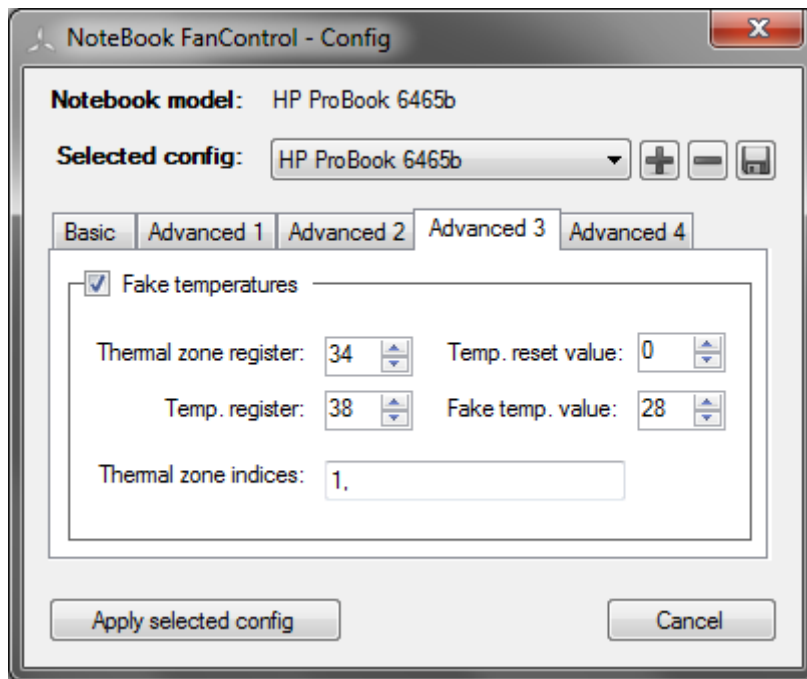 NoteBook FanControl - Config
Notebook model: HP ProBook 6465b
Selected config: HP ProBook 6465b
Basic Advanced 1 Advanced 2 Advanced 3 Advanced 4
Fake temperatures
Thermal zone register: 34 Temp. reset value: 0
Temp. register: 38 Fake temp. value: 28
Thermal zone indices: 1,
Apply selected config Cancel